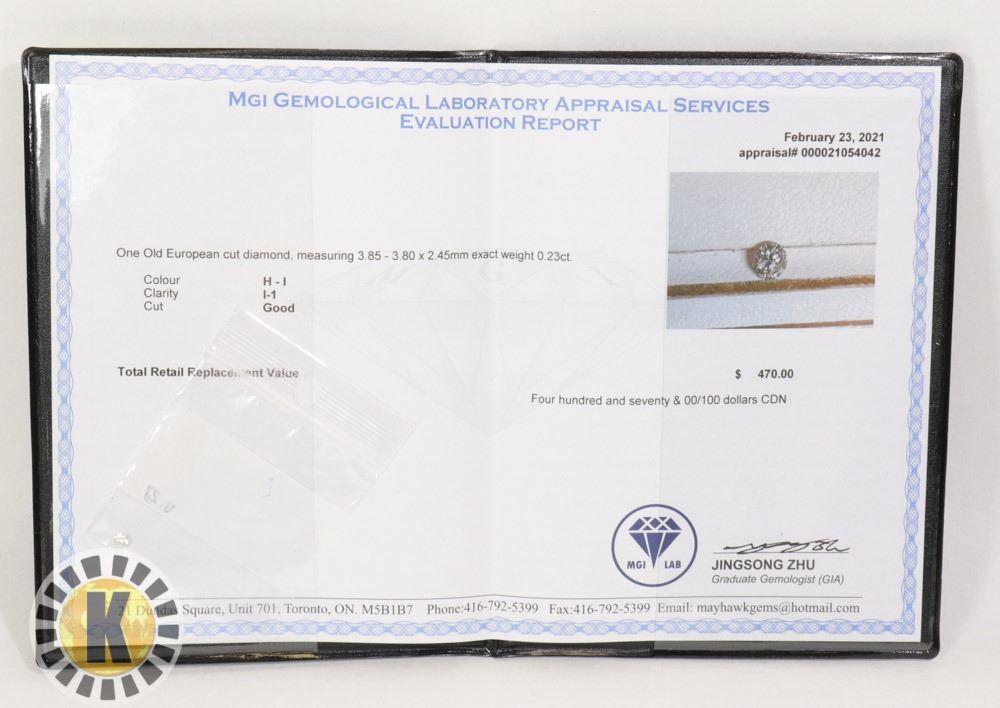 MGI GEMOLOGICAL LABORATORY APPRAISAL SERVICES
EVALUATION REPORT
February 23, 2021
appraisal# 000021054042
One Old European cut diamond, measuring 3.85 - 3.80 x 2.45mm exact weight 0.23ct.
Colour H - I
Clarity I-1
Cut Good
Total Retail Replacement Value $ 470.00
Four hundred and seventy & 00/100 dollars CDN
MGI LAB
JINGSONG ZHU
Graduate Gemologist (GIA)
21 Dundas Square, Unit 701, Toronto, ON. M5B1B7 Phone:416-792-5399 Fax:416-792-5399 Email: mayhawkgems@hotmail.com
K